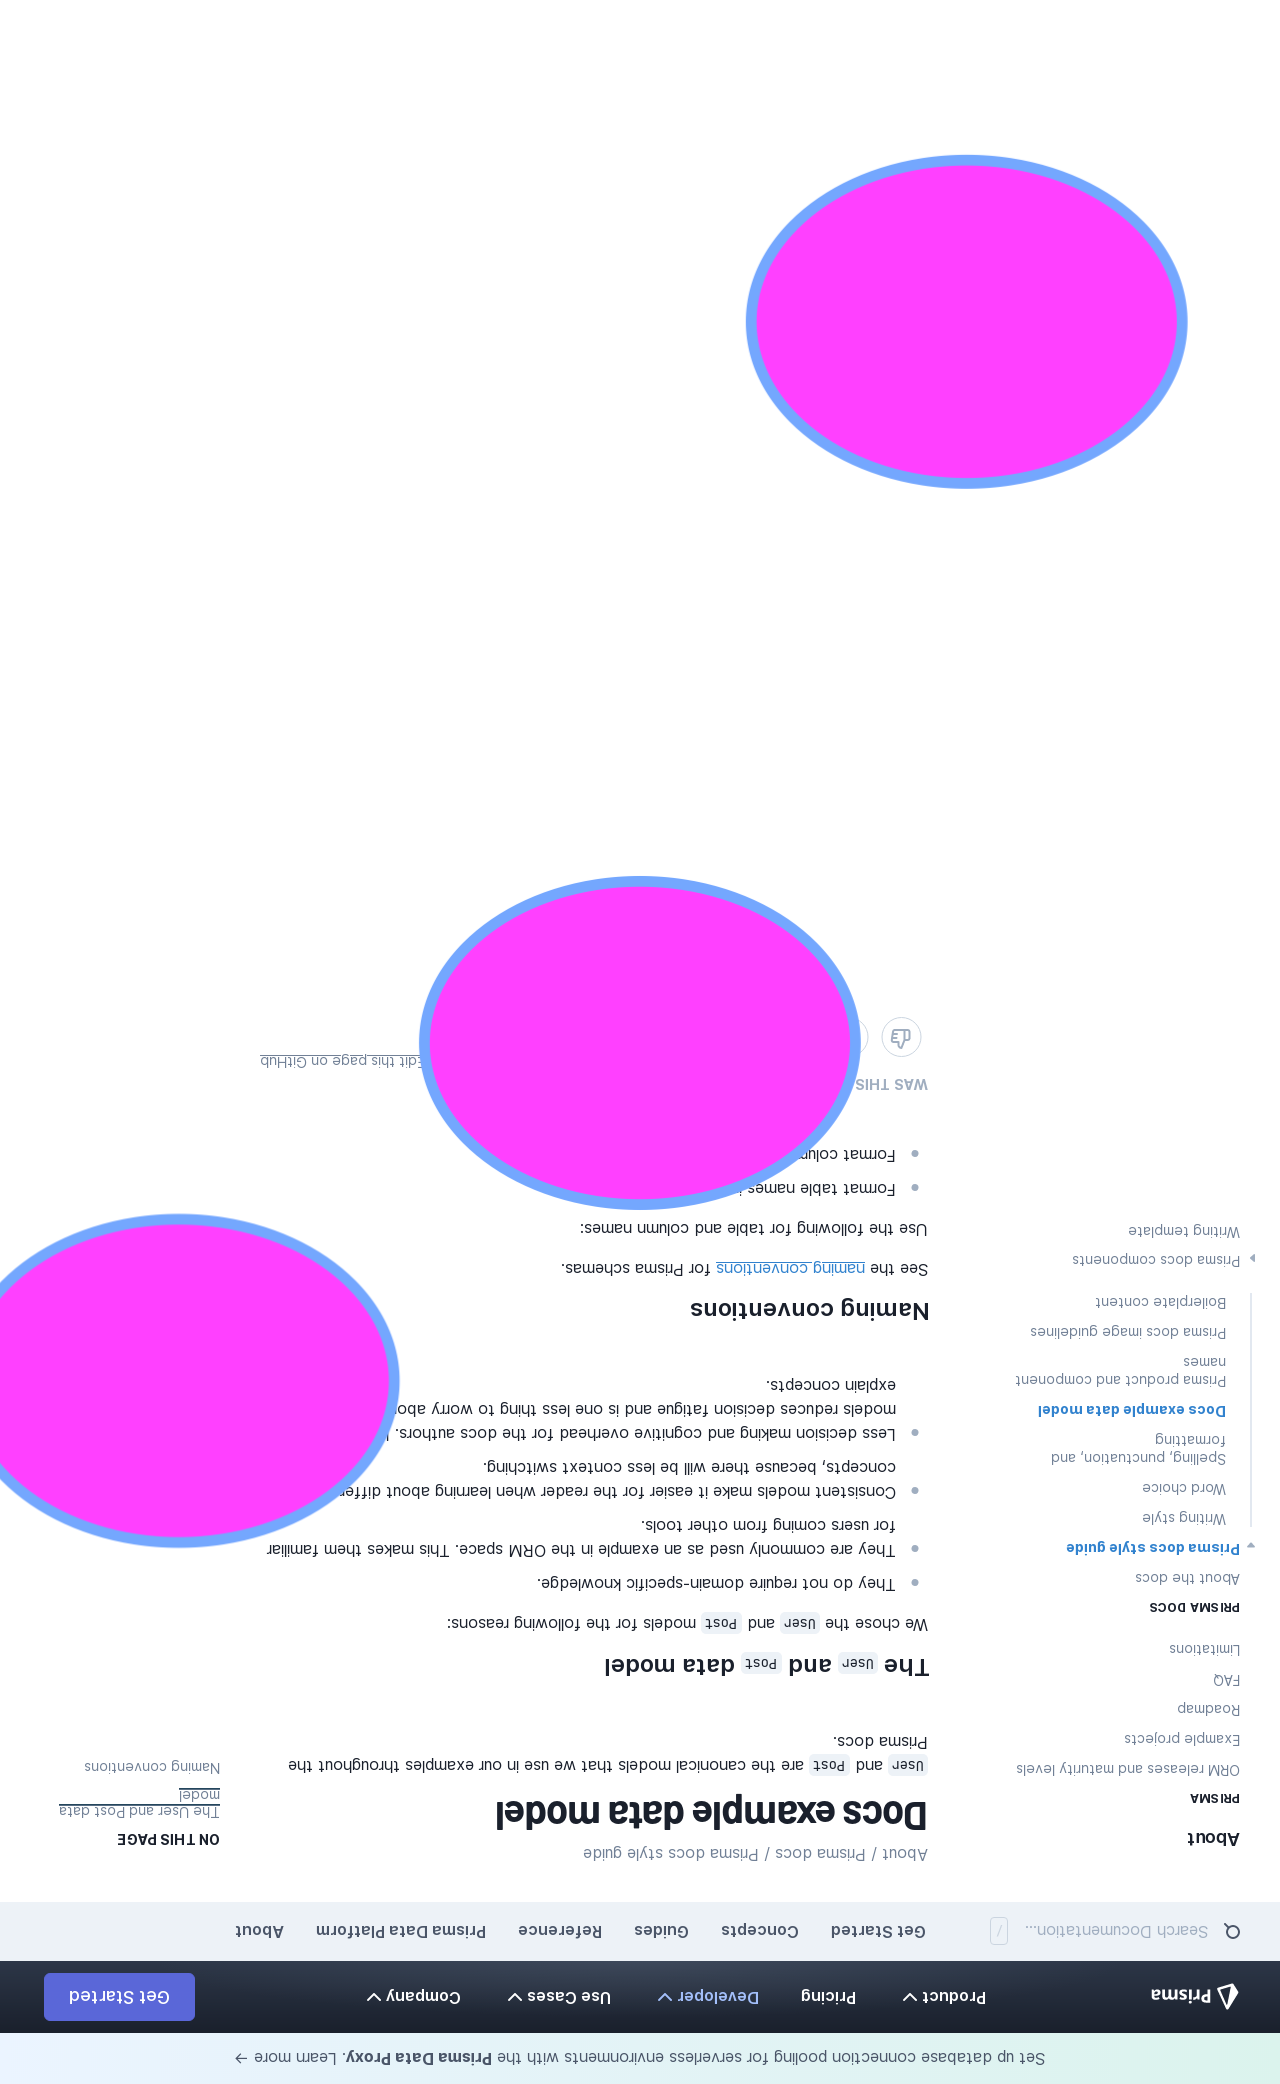 Set up database connection pooling for serverless environments with the Prisma Data Proxy. Learn more →
Prisma
Product
Pricing
Developer
Use Cases
Company
Get Started
Search Documentation...
/
Get Started
Concepts
Guides
Reference
Prisma Data Platform
About
About
PRISMA
ORM releases and maturity levels
Example projects
Roadmap
FAQ
Limitations
PRISMA DOCS
About the docs
Prisma docs style guide
Writing style
Word choice
Spelling, punctuation, and
formatting
Docs example data model
Prisma product and component
names
Prisma docs image guidelines
Boilerplate content
Prisma docs components
Writing template
About / Prisma docs / Prisma docs style guide
Docs example data model
User and Post are the canonical models that we use in our examples throughout the
Prisma docs.
The User and Post data model
We chose the User and Post models for the following reasons:
They do not require domain-specific knowledge.
They are commonly used as an example in the ORM space. This makes them familiar
for users coming from other tools.
Consistent models make it easier for the reader when learning about
concepts, because there will be less context switching.
Less decision making and cognitive overhead for the docs authors.
models reduces decision fatigue and is one less thing to worry
explain concepts.
Naming conventions
See the naming conventions for Prisma schemas.
Use the following for table and column names:
Format table names
Format
WAS THIS
Edit this page on GitHub
ON THIS PAGE
The User and Post data
model
Naming conventions